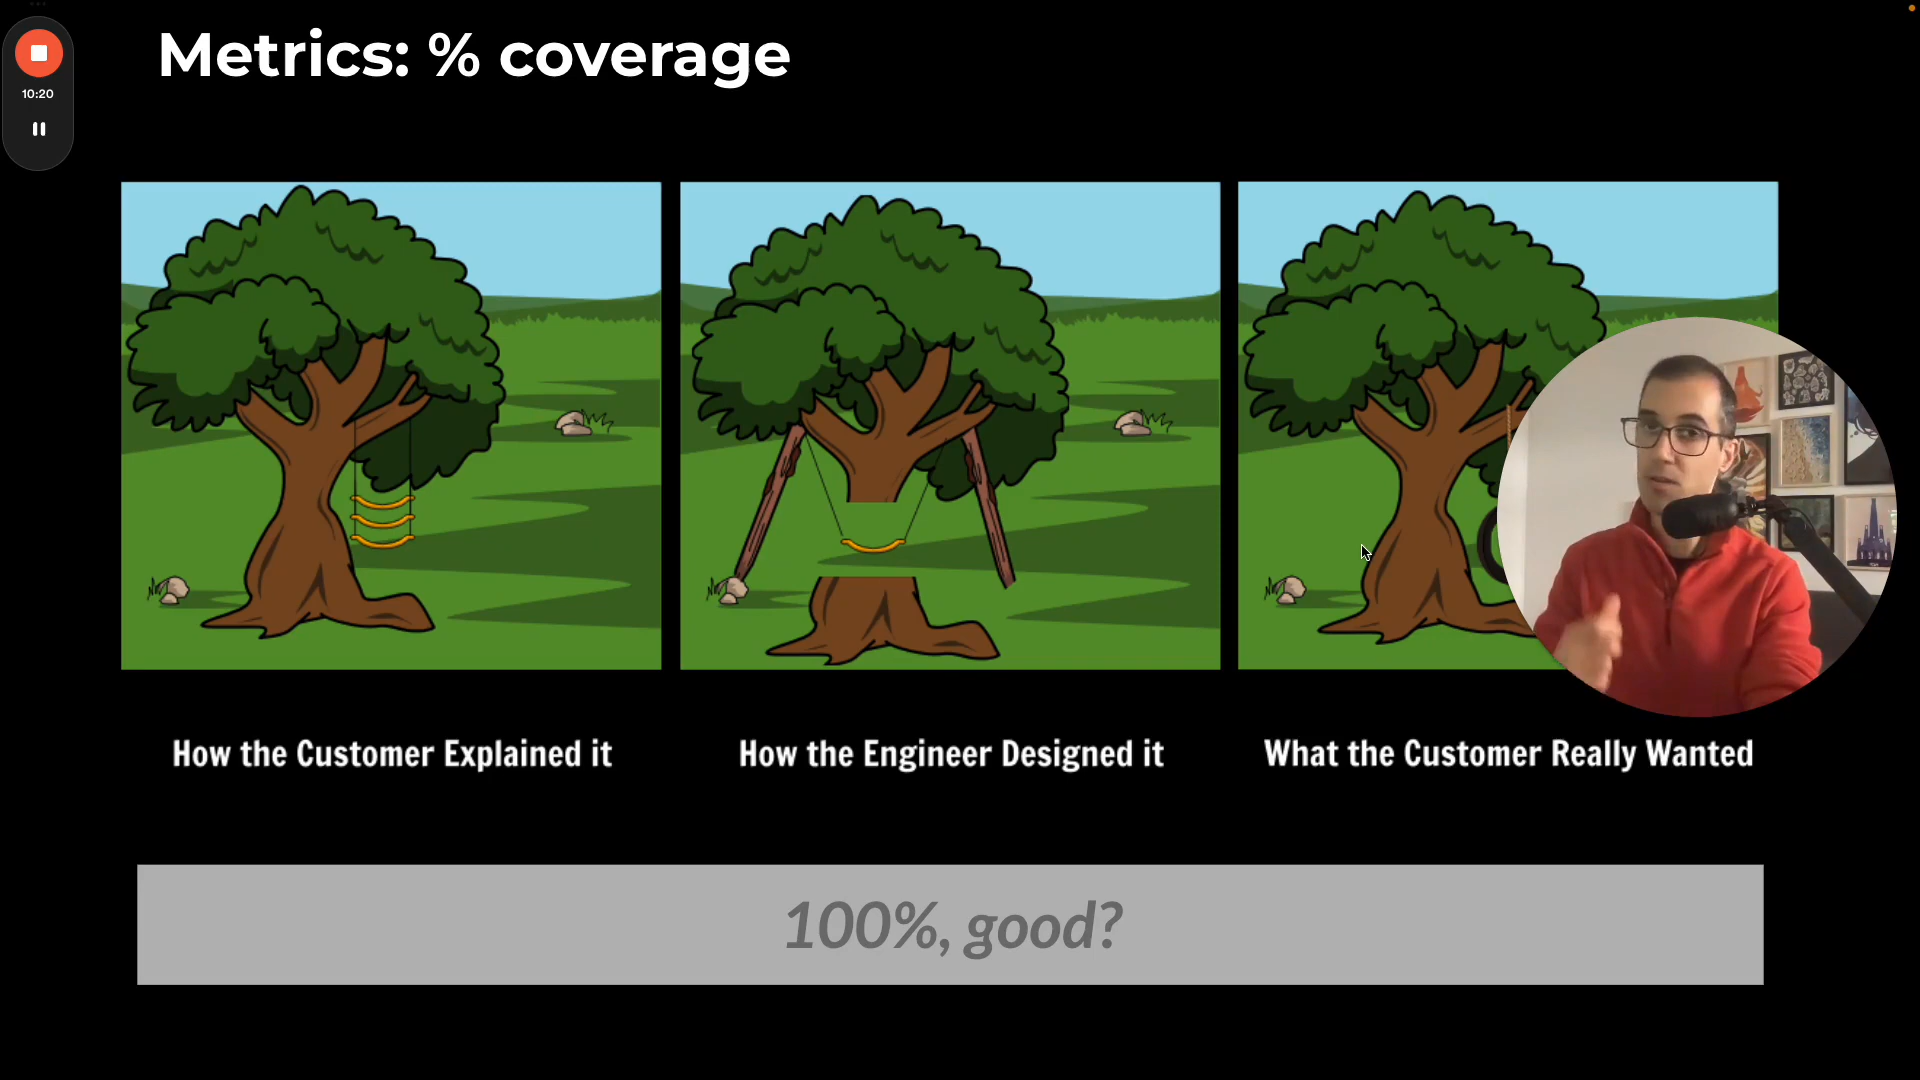 Metrics: % coverage
10:20
How the Customer Explained it
How the Engineer Designed it
What the Customer Really Wanted
100%, good?